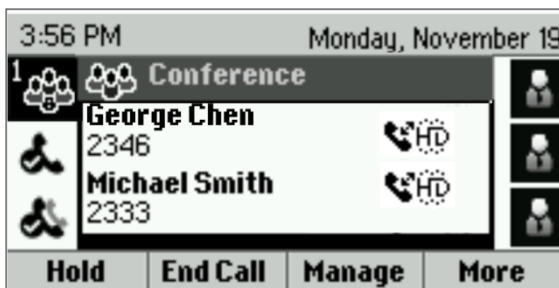 3:56 PM Monday, November 19
1 Conference
George Chen
2346 HD
Michael Smith
2333 HD
Hold End Call Manage More